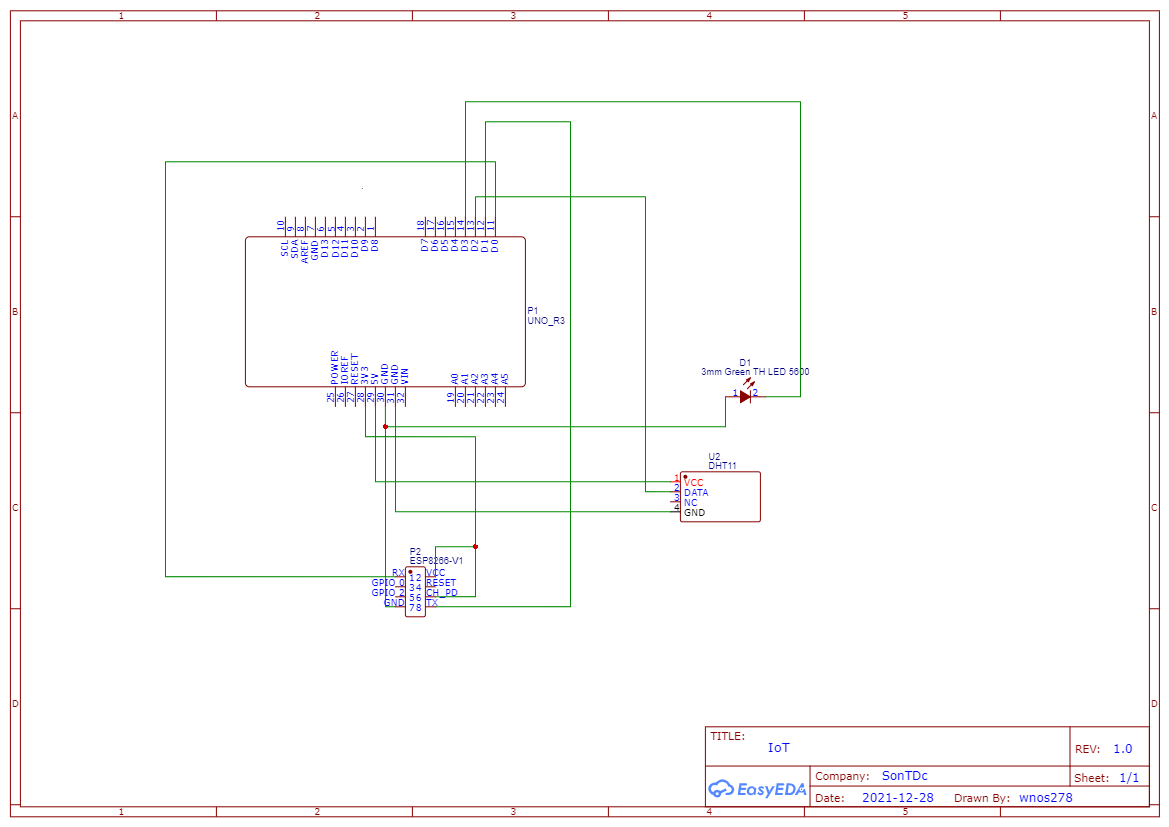 1 2 3 4 5
A A
10 9 8 7 6 5 4 3 2 1 18 17 16 15 14 13 12 11
SCL SDA AREF GND D13 D12 D11 D10 D9 D8 D7 D6 D5 D4 D3 D2 D1 D0
B B
P1
UNO_R3
POWER IOREF RESET 3V3 5V GND GND VIN A0 A1 A2 A3 A4 A5
25 26 27 28 29 30 31 32 19 20 21 22 23 24
D1
3mm Green TH LED 5600
1 2
U2
DHT11
1 VCC
2 DATA
3 NC
4 GND
C C
P2
ESP8266-V1
RX 1 2 VCC
GPIO_0 3 4 RESET
GPIO_2 5 6 CH_PD
GND 7 8 TX
D D
TITLE:
IoT
REV: 1.0
EasyEDA
Company: SonTDc
Sheet: 1/1
Date: 2021-12-28 Drawn By: wnos278
1 2 3 4 5